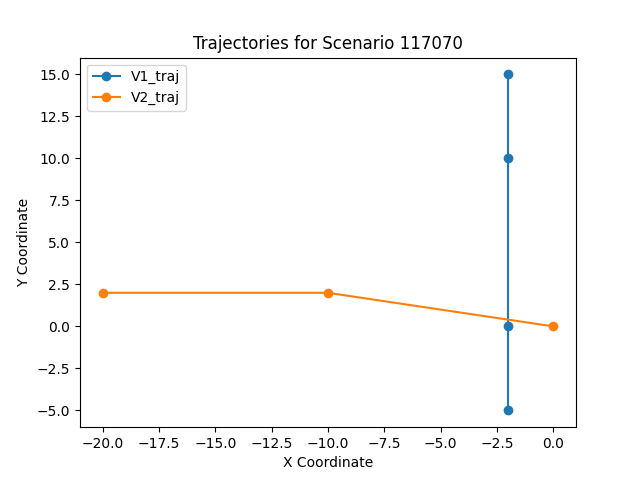 Trajectories for Scenario 117070
V1_traj
V2_traj
15.0
12.5
10.0
7.5
5.0
2.5
0.0
−2.5
−5.0
Y Coordinate
−20.0 −17.5 −15.0 −12.5 −10.0 −7.5 −5.0 −2.5 0.0
X Coordinate